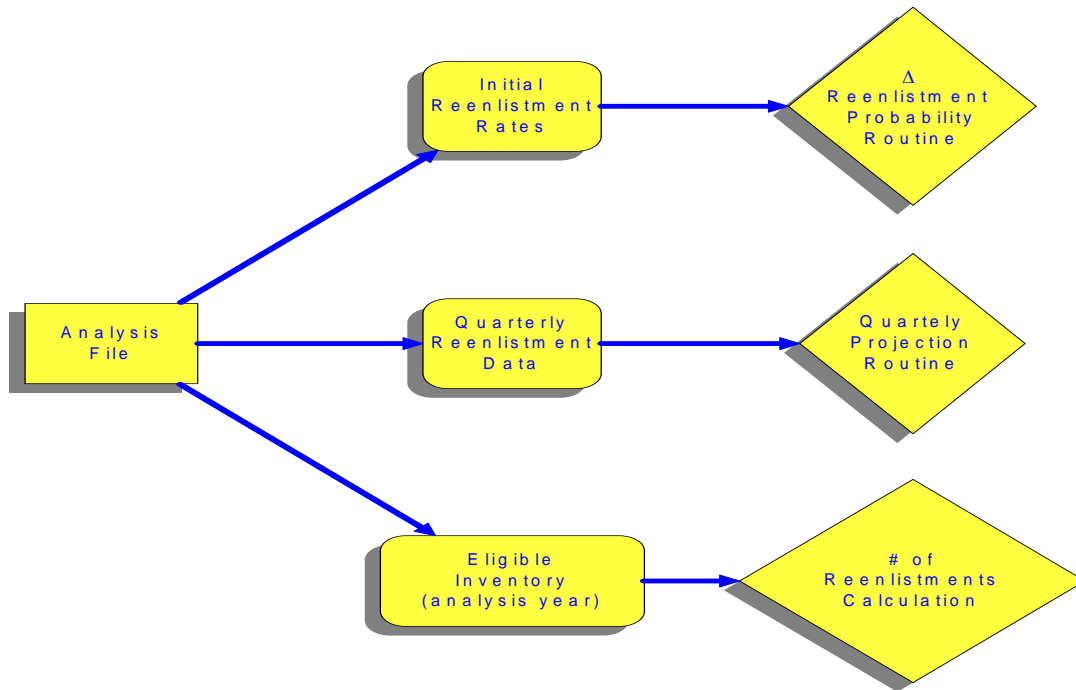 Initial
Reenlistment
Rates
Δ
Reenlistment
Probability
Routine
Analysis
File
Quarterly
Reenlistment
Data
Quartely
Projection
Routine
Eligible
Inventory
(analysis year)
# of
Reenlistments
Calculation